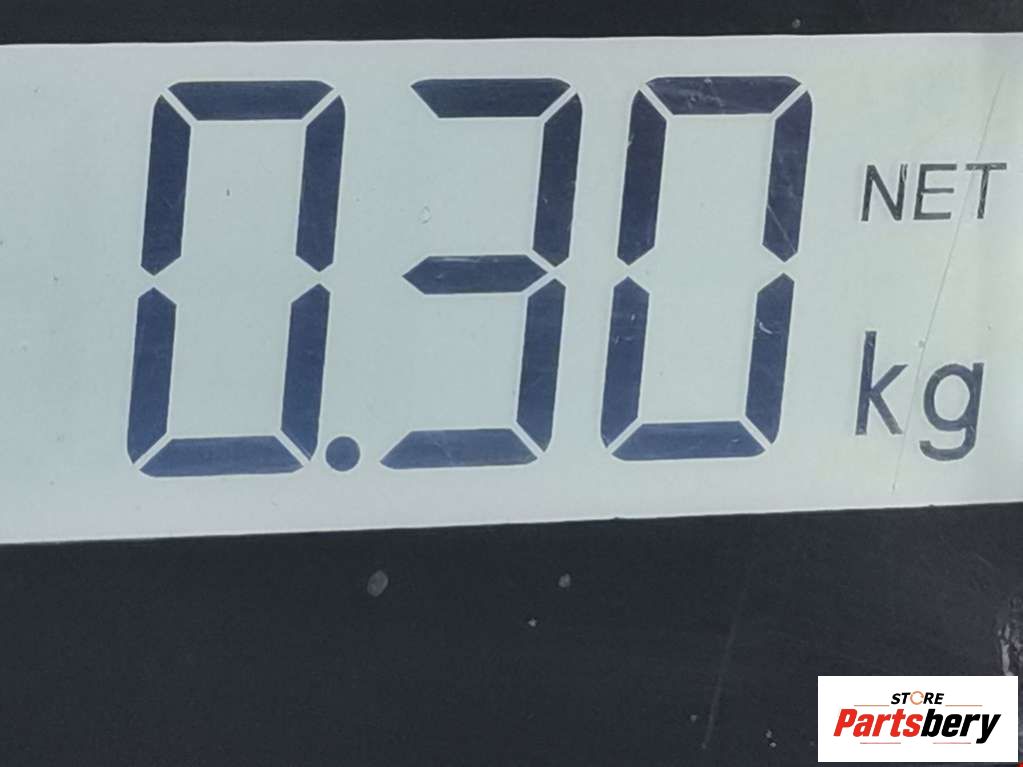 0.30
NET
kg
STORE
Partsbery